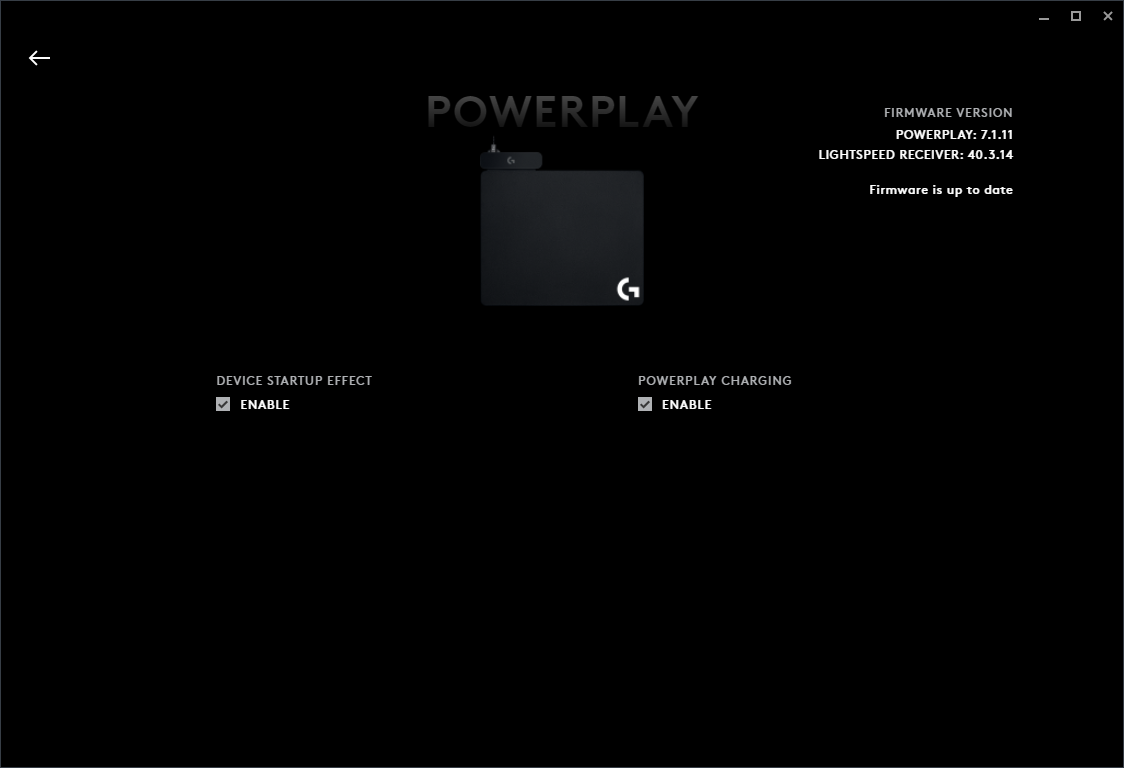 POWERPLAY
FIRMWARE VERSION
POWERPLAY: 7.1.11
LIGHTSPEED RECEIVER: 40.3.14
Firmware is up to date
DEVICE STARTUP EFFECT
ENABLE
POWERPLAY CHARGING
ENABLE